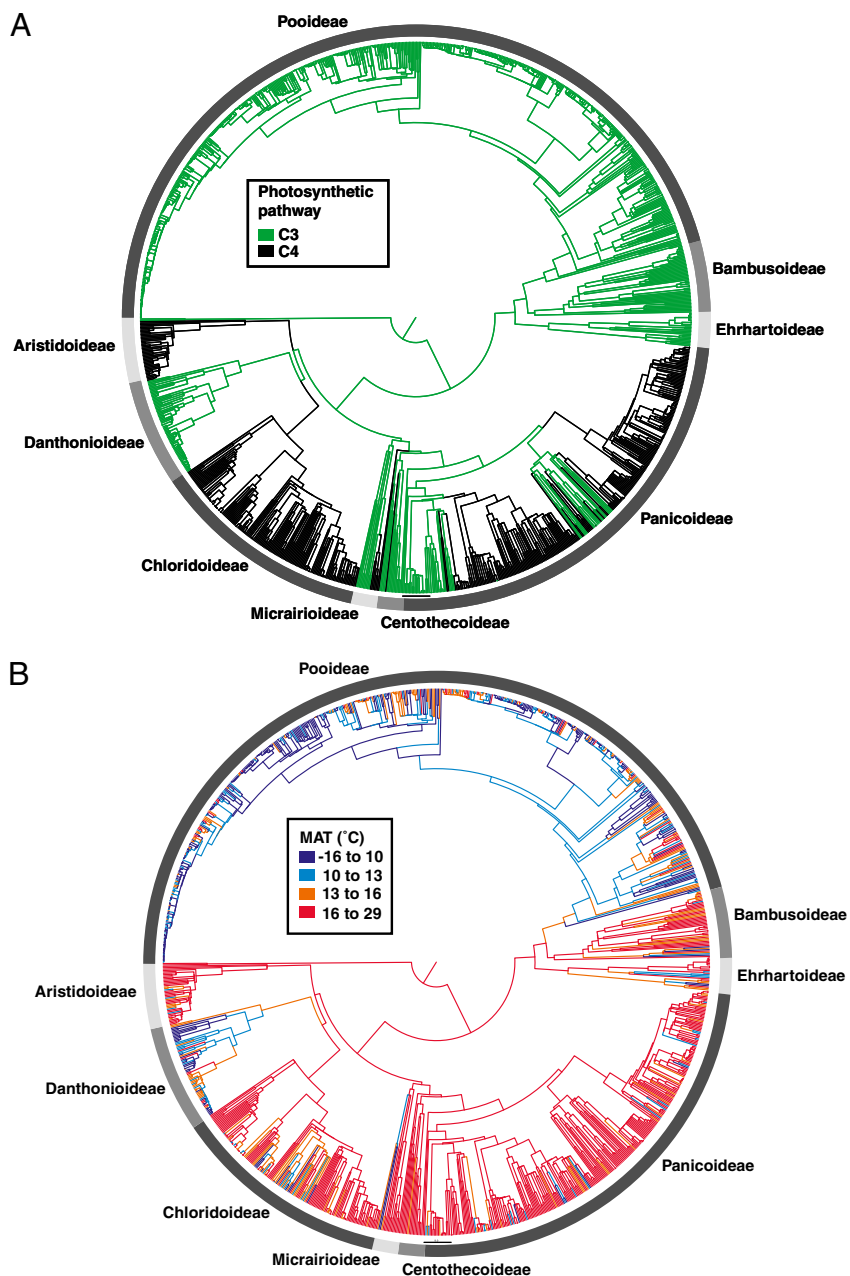 A
Pooideae
Photosynthetic
pathway
C3
C4
Bambusoideae
Ehrhartoideae
Aristidoideae
Danthonioideae
Panicoideae
Chloridoideae
Micrairioideae
Centothecoideae
B
Pooideae
MAT (˚C)
-16 to 10
10 to 13
13 to 16
16 to 29
Bambusoideae
Ehrhartoideae
Aristidoideae
Danthonioideae
Panicoideae
Chloridoideae
Micrairioideae
Centothecoideae